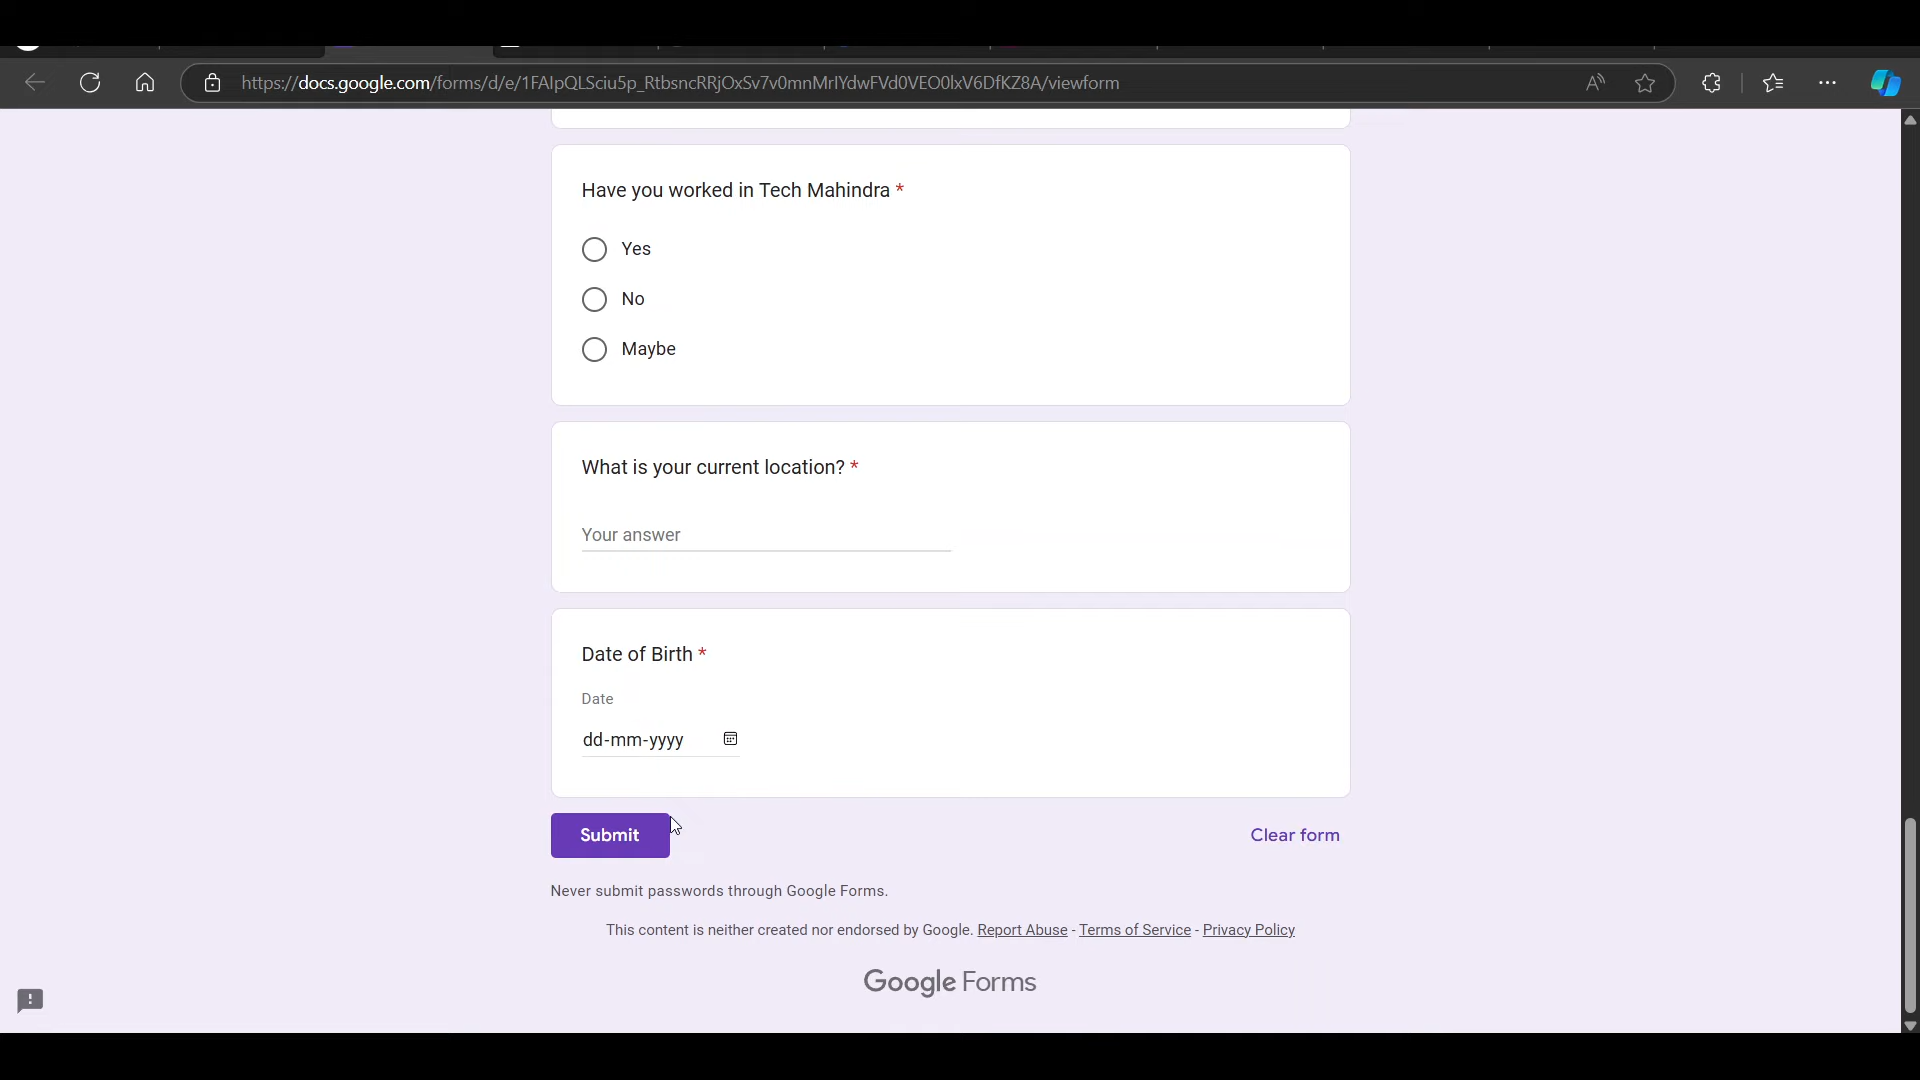 https://docs.google.com/forms/d/e/1FAIpQLSciu5p_RtbsncRRjOxSv7v0mnMrIYdwFVd0VEO0lxV6DfKZ8A/viewform
Have you worked in Tech Mahindra *
Yes
No
Maybe
What is your current location? *
Your answer
Date of Birth *
Date
dd-mm-yyyy
Submit
Clear form
Never submit passwords through Google Forms.
This content is neither created nor endorsed by Google. Report Abuse - Terms of Service - Privacy Policy
Google Forms